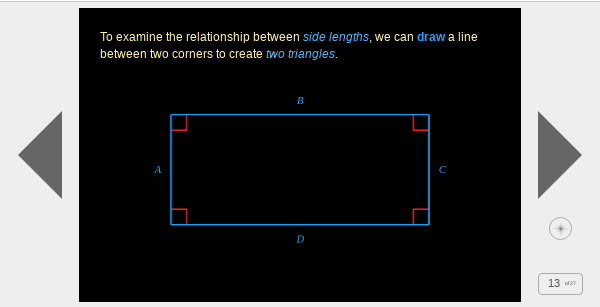 To examine the relationship between side lengths, we can draw a line
between two corners to create two triangles.
B
A
C
D
13 of 27